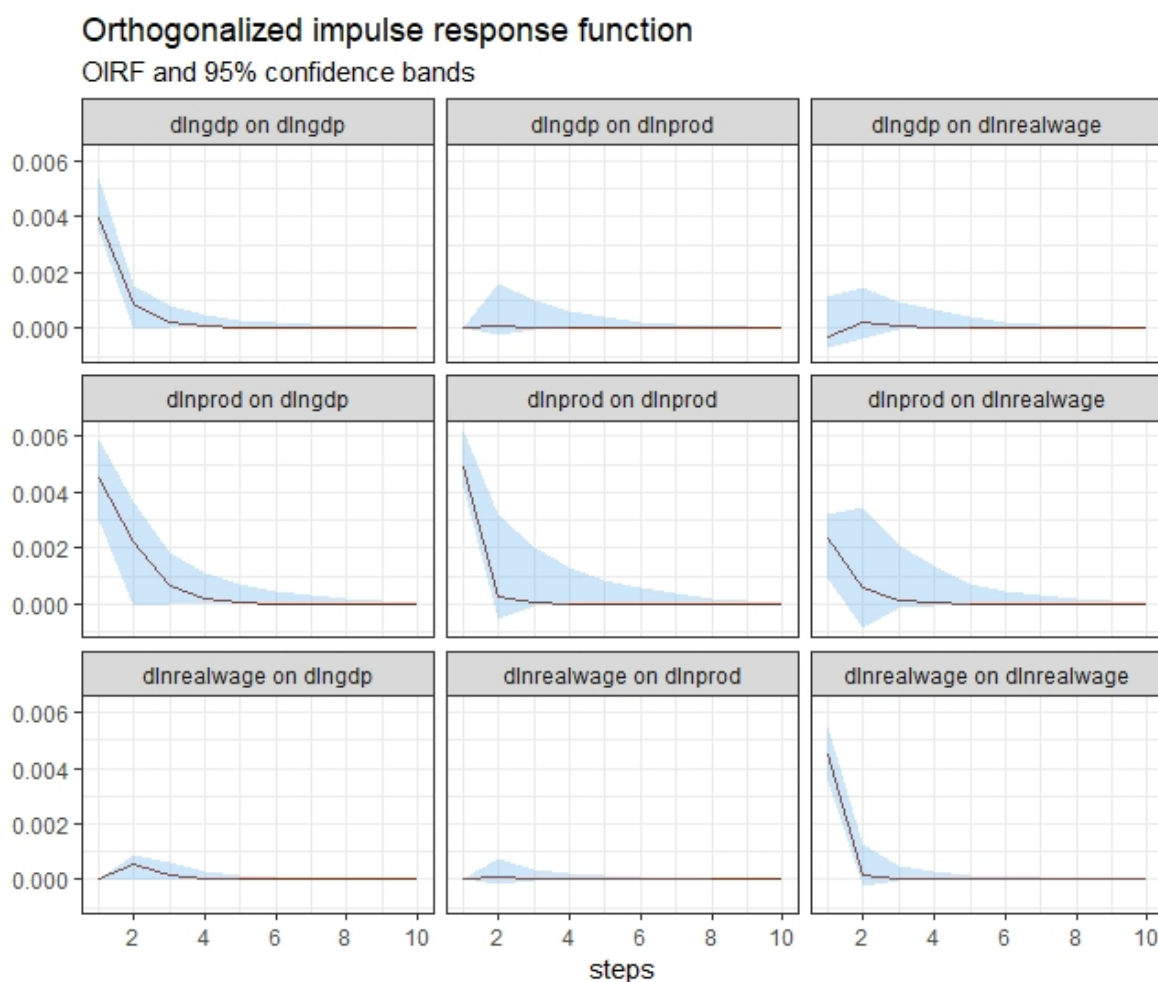 Orthogonalized impulse response function
OIRF and 95% confidence bands
dlngdp on dlngdp
dlngdp on dlnprod
dlngdp on dlnrealwage
0.006
0.004
0.002
0.000
dlnprod on dlngdp
dlnprod on dlnprod
dlnprod on dlnrealwage
0.006
0.004
0.002
0.000
dlnrealwage on dlngdp
dlnrealwage on dlnprod
dlnrealwage on dlnrealwage
0.006
0.004
0.002
0.000
2 4 6 8 10
2 4 6 8 10
2 4 6 8 10
steps